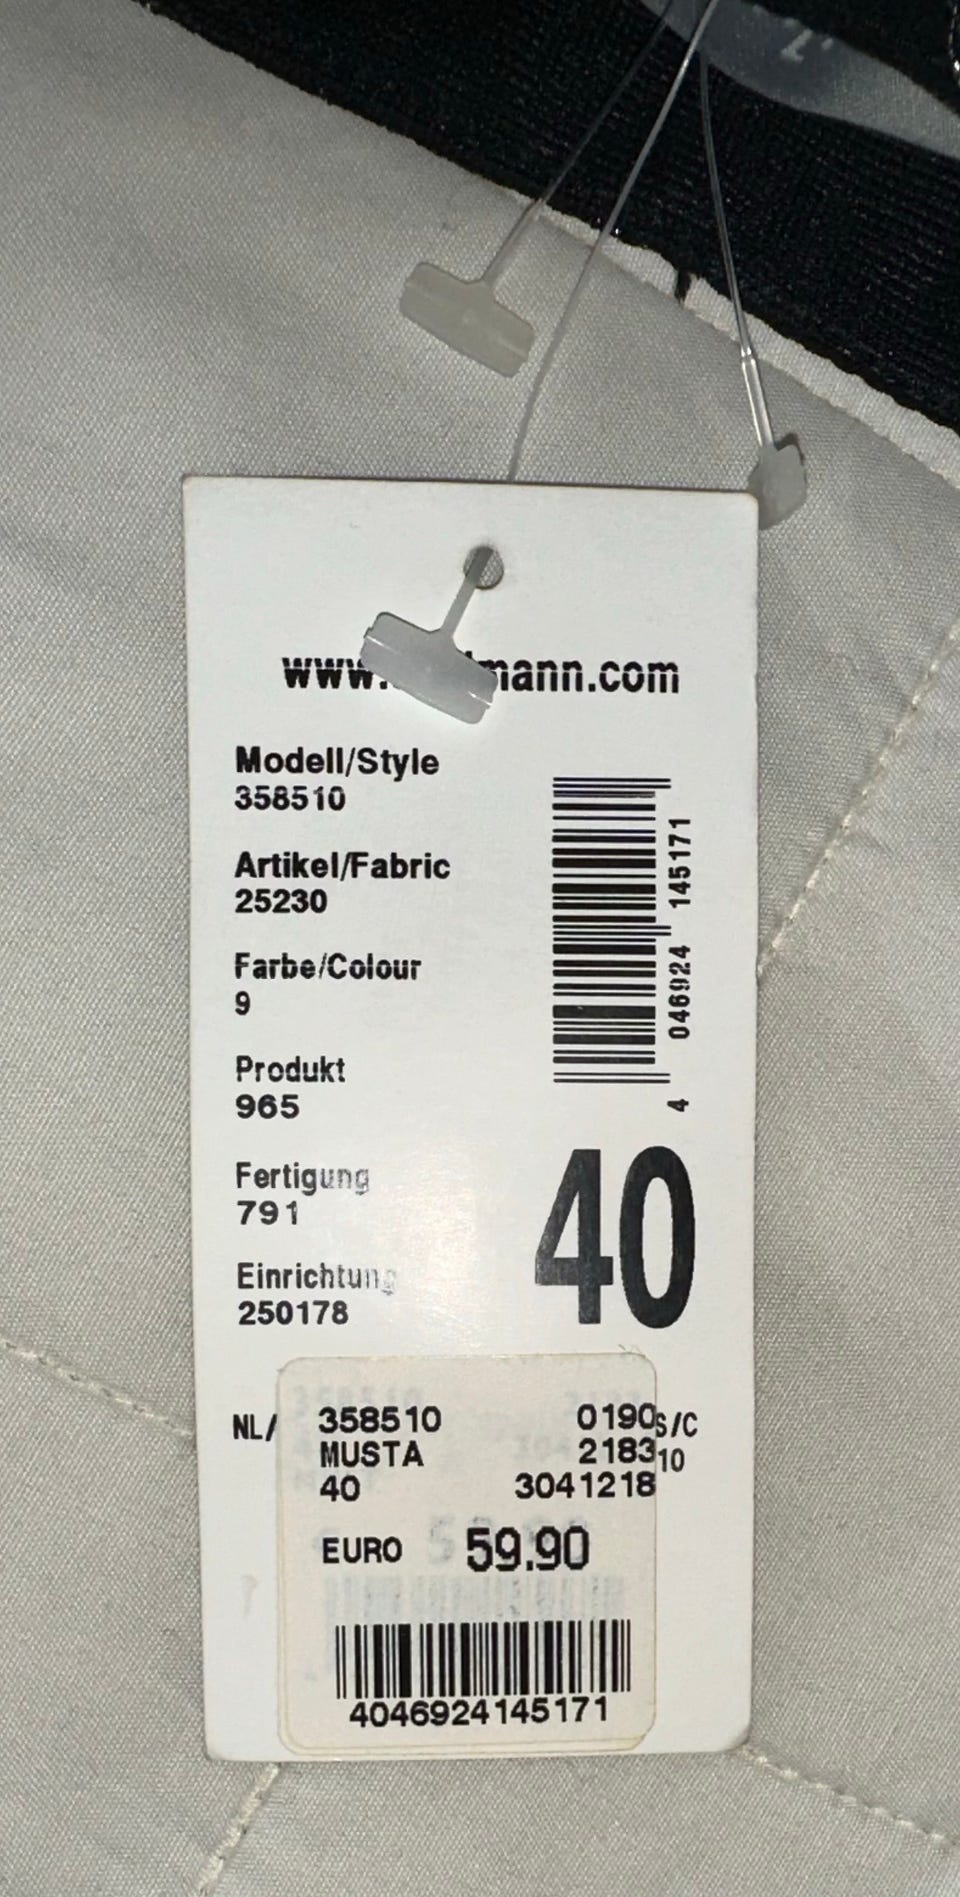 mann.com
Modell/Style
358510
Artikel/Fabric
25230
Farbe/Colour
9
Produkt
965
Fertigung
791
Einrichtung
250178
4 046924 145171
40
NL/
358510 0190 S/C
MUSTA 2183 10
40 3041218
EURO 59.90
4046924145171